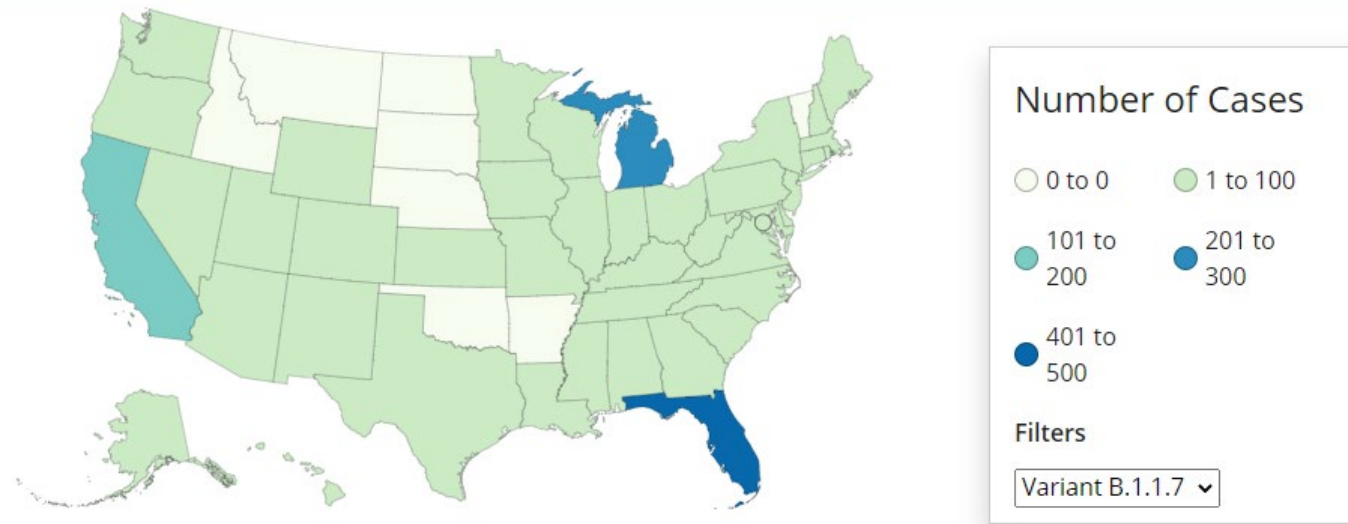 Number of Cases
0 to 0
1 to 100
101 to
200
201 to
300
401 to
500
Filters
Variant B.1.1.7